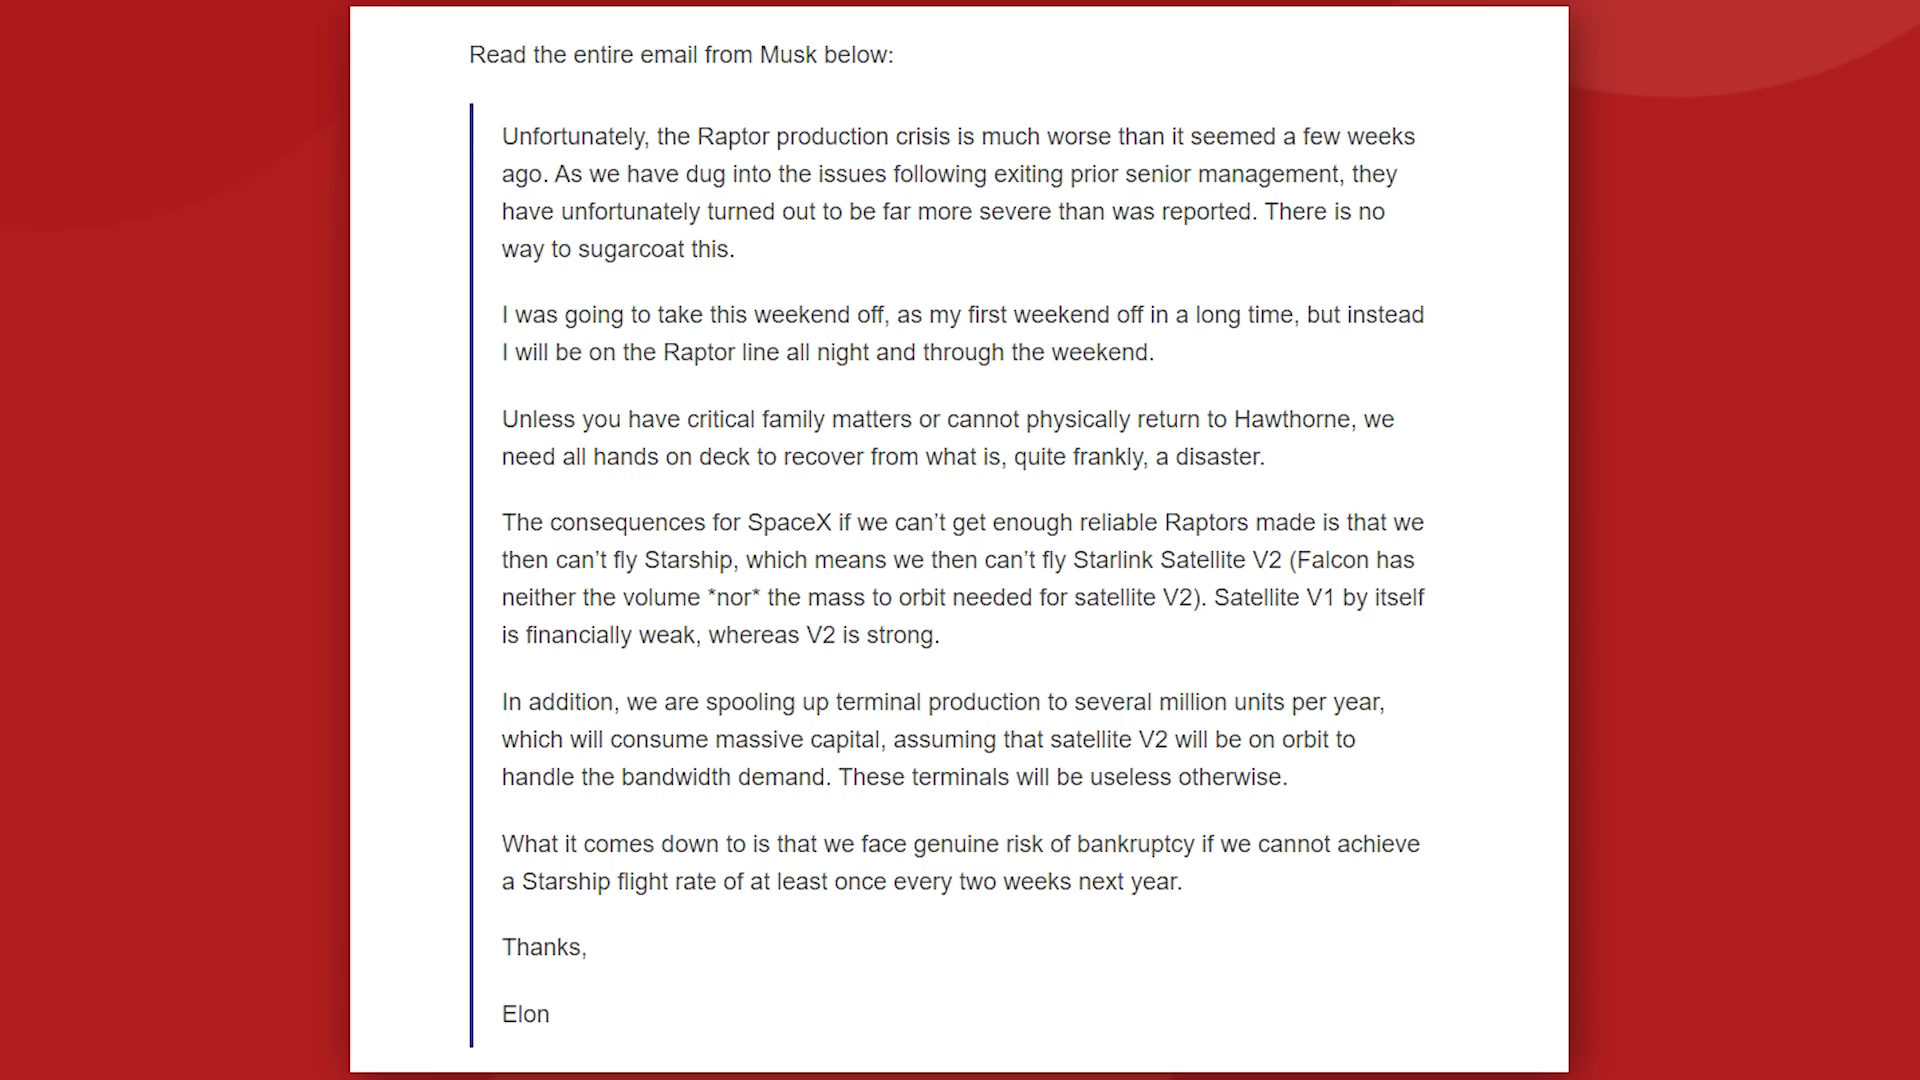 Read the entire email from Musk below:
Unfortunately, the Raptor production crisis is much worse than it seemed a few weeks
ago. As we have dug into the issues following exiting prior senior management, they
have unfortunately turned out to be far more severe than was reported. There is no
way to sugarcoat this.
I was going to take this weekend off, as my first weekend off in a long time, but instead
I will be on the Raptor line all night and through the weekend.
Unless you have critical family matters or cannot physically return to Hawthorne, we
need all hands on deck to recover from what is, quite frankly, a disaster.
The consequences for SpaceX if we can’t get enough reliable Raptors made is that we
then can’t fly Starship, which means we then can’t fly Starlink Satellite V2 (Falcon has
neither the volume *nor* the mass to orbit needed for satellite V2). Satellite V1 by itself
is financially weak, whereas V2 is strong.
In addition, we are spooling up terminal production to several million units per year,
which will consume massive capital, assuming that satellite V2 will be on orbit to
handle the bandwidth demand. These terminals will be useless otherwise.
What it comes down to is that we face genuine risk of bankruptcy if we cannot achieve
a Starship flight rate of at least once every two weeks next year.
Thanks,
Elon